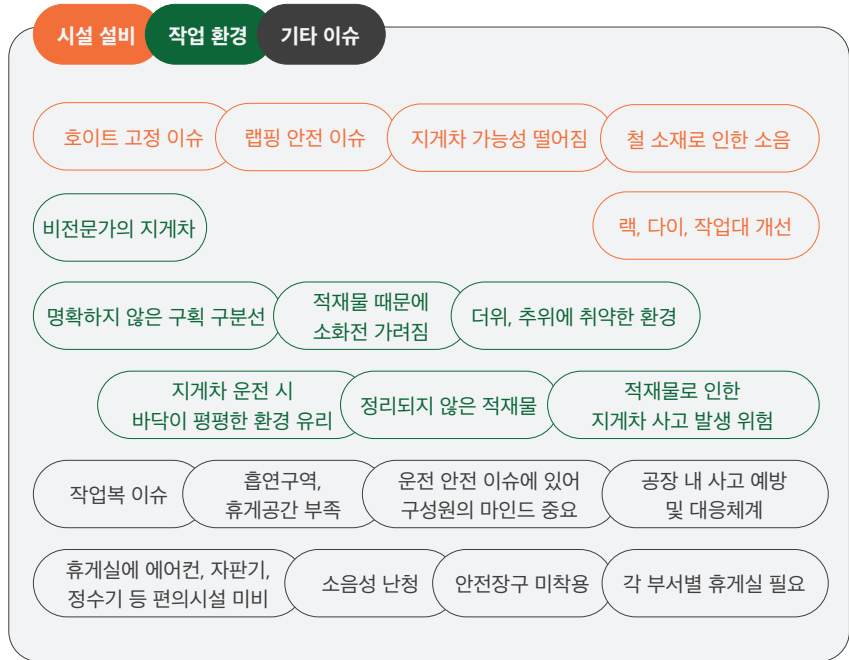 시설 설비 작업 환경 기타 이슈
호이트 고정 이슈 랩핑 안전 이슈 지게차 가능성 떨어짐 철 소재로 인한 소음
비전문가의 지게차 랙, 다이, 작업대 개선
명확하지 않은 구획 구분선
적재물 때문에
소화전 가려짐
더위, 추위에 취약한 환경
지게차 운전 시
바닥이 평평한 환경 유리
정리되지 않은 적재물
적재물로 인한
지게차 사고 발생 위험
작업복 이슈
흡연구역,
휴게공간 부족
운전 안전 이슈에 있어
구성원의 마인드 중요
공장 내 사고 예방
및 대응체계
휴게실에 에어컨, 자판기,
정수기 등 편의시설 미비
소음성 난청 안전장구 미착용 각 부서별 휴게실 필요